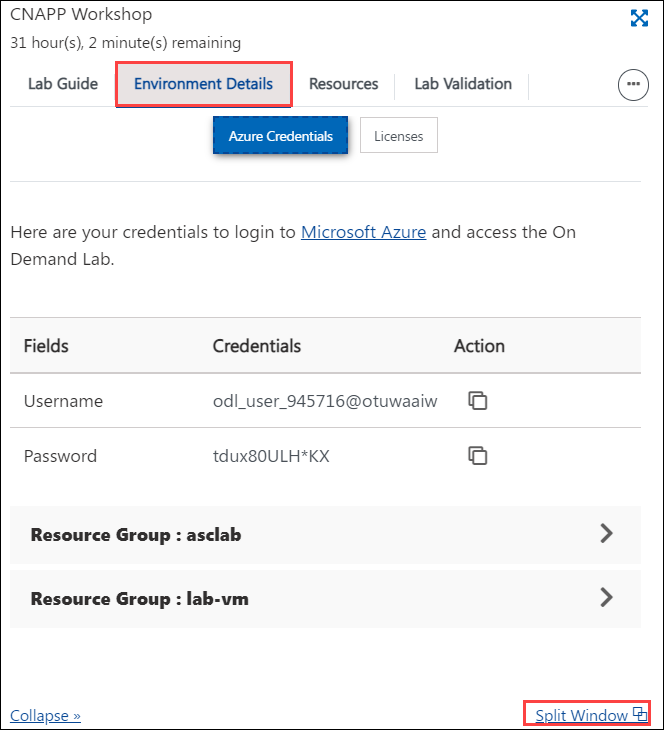 CNAPP Workshop
31 hour(s), 2 minute(s) remaining
Lab Guide Environment Details Resources Lab Validation
Azure Credentials Licenses
Here are your credentials to login to Microsoft Azure and access the On
Demand Lab.
Fields Credentials Action
Username odl_user_945716@otuwaaiw
Password tdux80ULH*KX
Resource Group : asclab
Resource Group : lab-vm
Collapse » Split Window